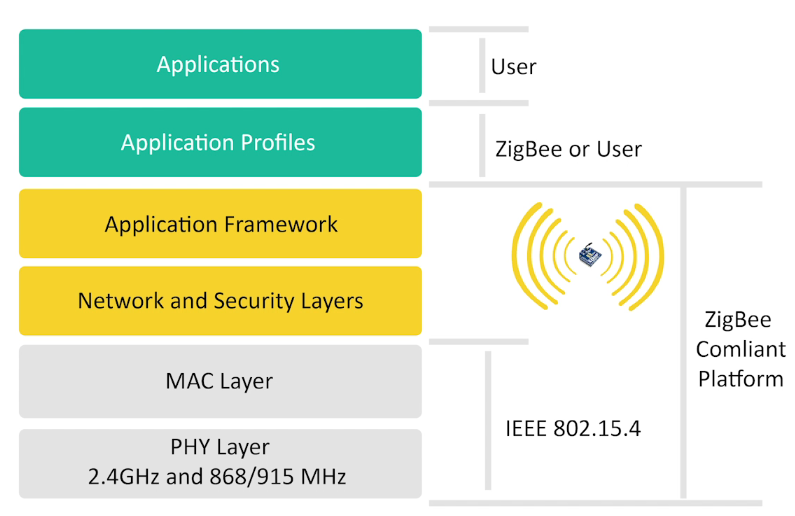 Applications
User
Application Profiles
ZigBee or User
Application Framework
Network and Security Layers
ZigBee
Comliant
Platform
MAC Layer
IEEE 802.15.4
PHY Layer
2.4GHz and 868/915 MHz